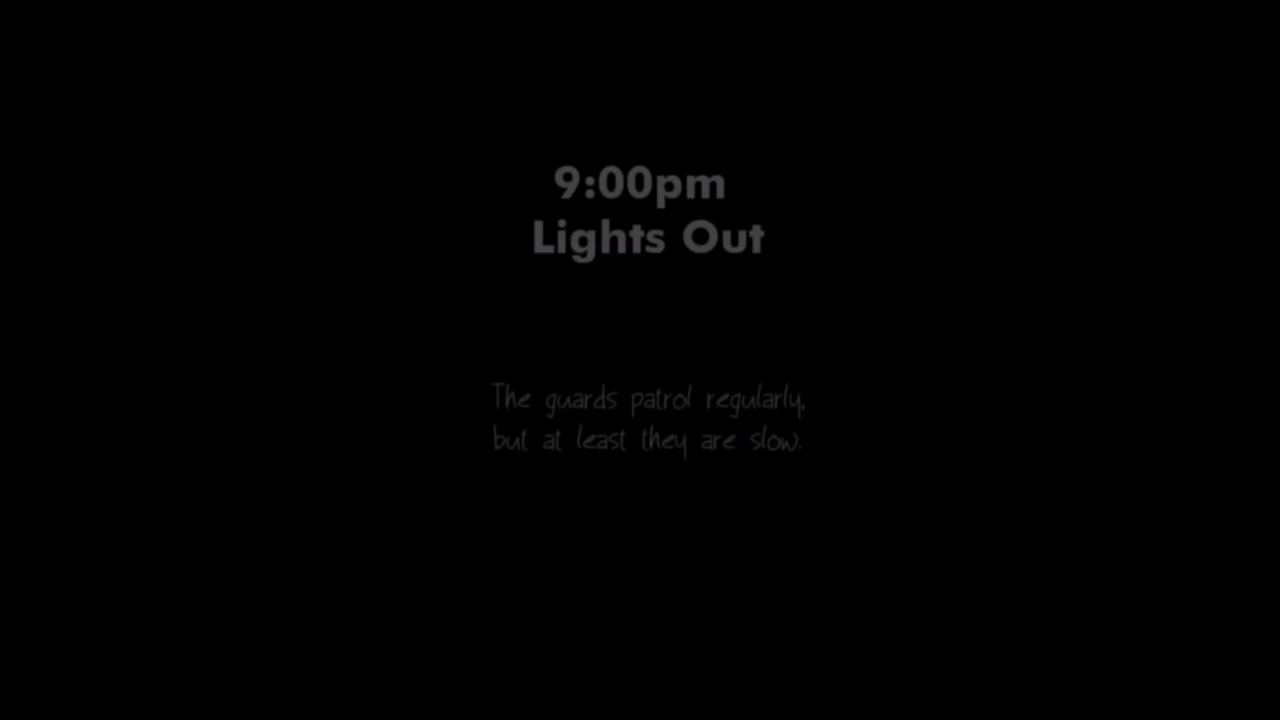 9:00pm
Lights Out
The guards patrol regularly,
but at least they are slow.